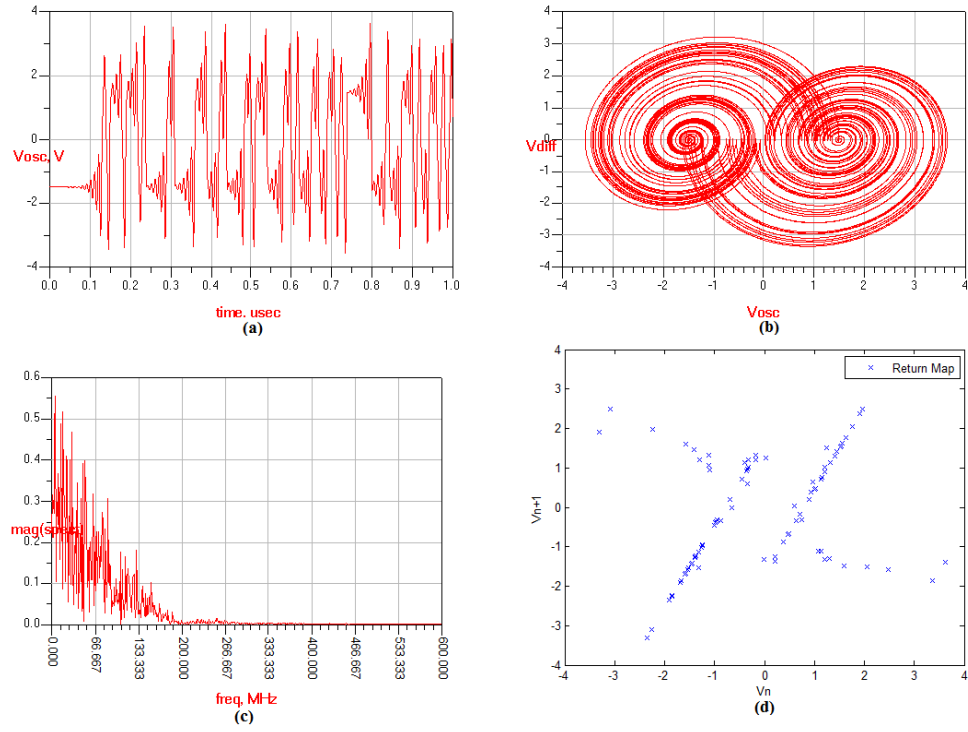 4
2
0
Vosc, V
-2
-4
0.0 0.1 0.2 0.3 0.4 0.5 0.6 0.7 0.8 0.9 1.0
time, usec
(a)
4
3
2
1
0
Vdiff
-1
-2
-3
-4
-4 -3 -2 -1 0 1 2 3 4
Vosc
(b)
0.6
0.5
0.4
0.3
mag(spec)
0.2
0.1
0.0
0.000 66.667 133.333 200.000 266.667 333.333 400.000 466.667 533.333 600.000
freq, MHz
(c)
4
3
2
1
0
-1
-2
-3
-4
Vn+1
Return Map
-4 -3 -2 -1 0 1 2 3 4
Vn
(d)